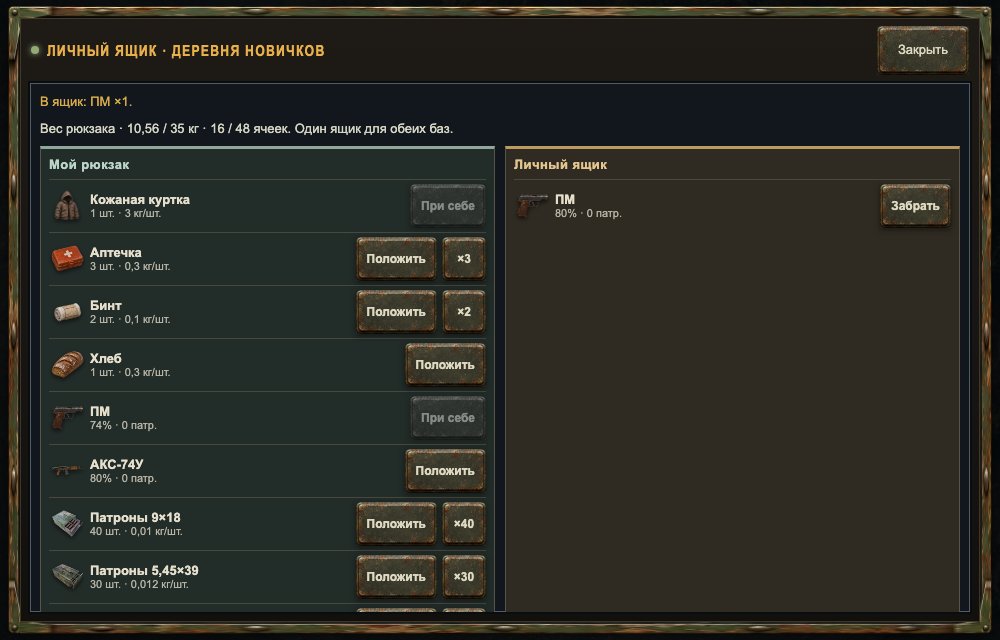 ЛИЧНЫЙ ЯЩИК · ДЕРЕВНЯ НОВИЧКОВ
Закрыть
В ящик: ПМ ×1.
Вес рюкзака · 10,56 / 35 кг · 16 / 48 ячеек. Один ящик для обеих баз.
Мой рюкзак
Кожаная куртка
1 шт. · 3 кг/шт.
При себе
Аптечка
3 шт. · 0,3 кг/шт.
Положить
×3
Бинт
2 шт. · 0,1 кг/шт.
Положить
×2
Хлеб
1 шт. · 0,3 кг/шт.
Положить
ПМ
74% · 0 патр.
При себе
АКС-74У
80% · 0 патр.
Положить
Патроны 9×18
40 шт. · 0,01 кг/шт.
Положить
×40
Патроны 5,45×39
30 шт. · 0,012 кг/шт.
Положить
×30
Личный ящик
ПМ
80% · 0 патр.
Забрать